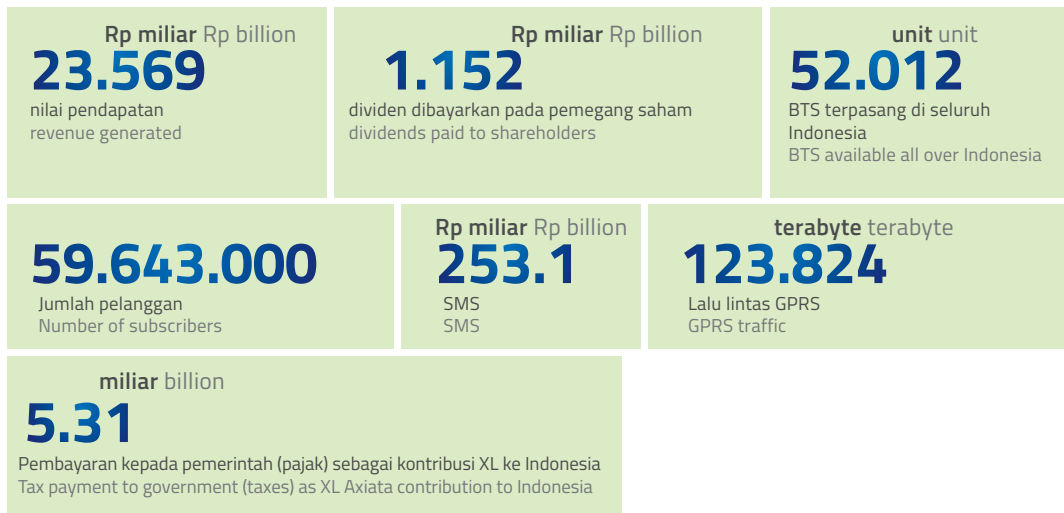 Rp miliar Rp billion
23.569
nilai pendapatan
revenue generated
Rp miliar Rp billion
1.152
dividen dibayarkan pada pemegang saham
dividends paid to shareholders
unit unit
52.012
BTS terpasang di seluruh
Indonesia
BTS available all over Indonesia
59.643.000
Jumlah pelanggan
Number of subscribers
Rp miliar Rp billion
253.1
SMS
SMS
terabyte terabyte
123.824
Lalu lintas GPRS
GPRS traffic
miliar billion
5.31
Pembayaran kepada pemerintah (pajak) sebagai kontribusi XL ke Indonesia
Tax payment to government (taxes) as XL Axiata contribution to Indonesia